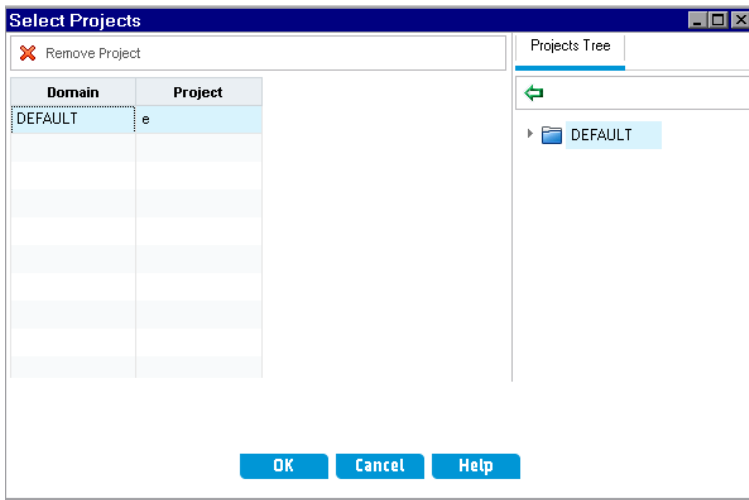 Select Projects
Remove Project
Projects Tree
Domain Project
DEFAULT e
DEFAULT
OK Cancel Help